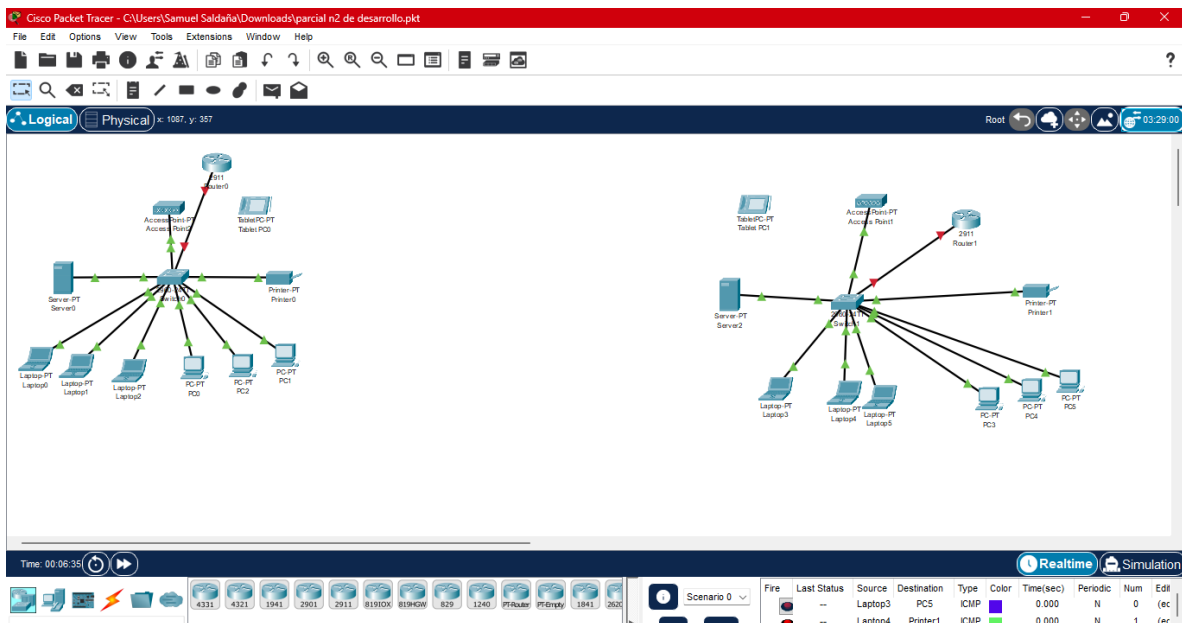 Cisco Packet Tracer - C:\Users\Samuel Saldaña\Downloads\parcial n2 de desarrollo.pkt
File Edit Options View Tools Extensions Window Help
?
Logical Physical x: 1087, y: 357 Root 03:29:00
2911
Router0
AccessPoint-PT
TabletPC-PT
Tablet PC0
Server-PT
Server0
Switch0
Printer-PT
Printer0
Laptop-PT
Laptop0
Laptop-PT
Laptop1
Laptop-PT
Laptop2
PC-PT
PC0
PC-PT
PC2
PC-PT
PC1
TabletPC-PT
Tablet PC1
AccessPoint-PT
Access Point1
2911
Router1
Server-PT
Server2
Switch1
Printer-PT
Printer1
Laptop-PT
Laptop3
Laptop-PT
Laptop4
Laptop-PT
Laptop5
PC-PT
PC3
PC-PT
PC4
PC-PT
PC5
Time: 00:06:35 Realtime Simulation
4331 4321 1941 2901 2911 819IOX 819HGW 829 1240 PT-Router PT-Empty 1841 2620
Scenario 0
Fire Last Status Source Destination Type Color Time(sec) Periodic Num Edit
-- Laptop3 PC5 ICMP 0.000 N 0 (ec
-- Laptop4 Printer1 ICMP 0.000 N 1 (ec